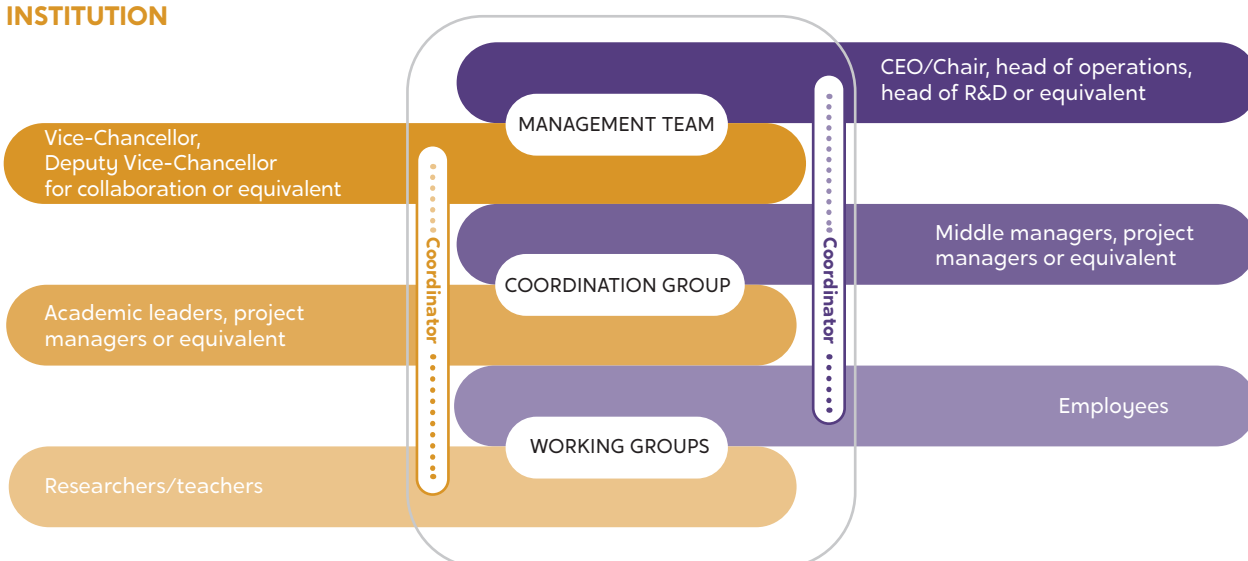 INSTITUTION
CEO/Chair, head of operations,
head of R&D or equivalent
MANAGEMENT TEAM
Vice-Chancellor,
Deputy Vice-Chancellor
for collaboration or equivalent
Coordinator
Coordinator
Middle managers, project
managers or equivalent
COORDINATION GROUP
Academic leaders, project
managers or equivalent
Employees
WORKING GROUPS
Researchers/teachers